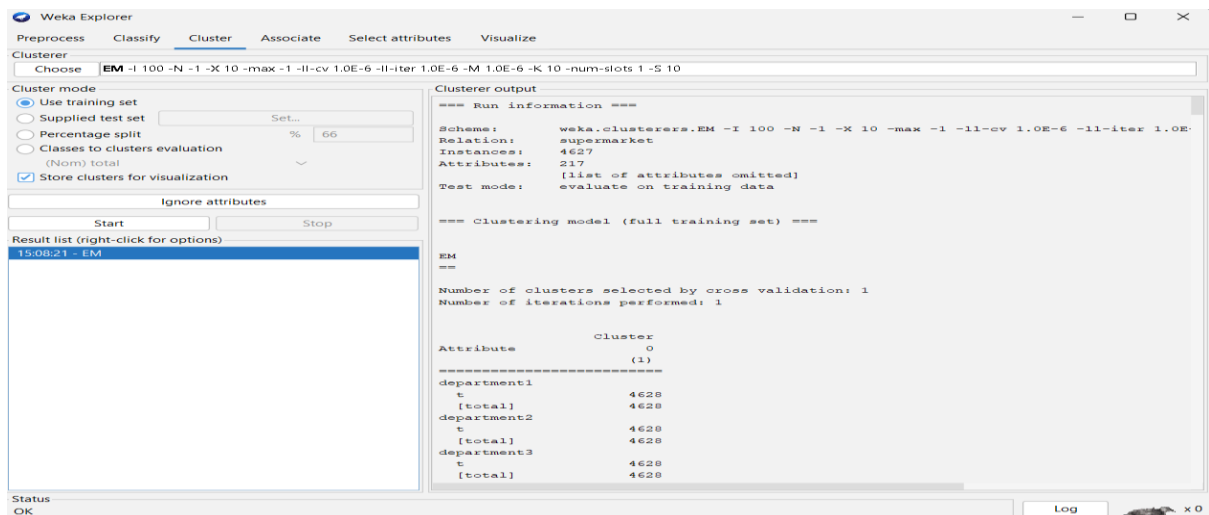 Weka Explorer
Preprocess Classify Cluster Associate Select attributes Visualize
Clusterer
Choose EM -I 100 -N -1 -X 10 -max -1 -ll-cv 1.0E-6 -ll-iter 1.0E-6 -M 1.0E-6 -K 10 -num-slots 1 -S 10
Cluster mode
Use training set
Supplied test set Set...
Percentage split % 66
Classes to clusters evaluation
(Nom) total
Store clusters for visualization
Ignore attributes
Start Stop
Result list (right-click for options)
15:08:21 - EM
Clusterer output
=== Run information ===
Scheme: weka.clusterers.EM -I 100 -N -1 -X 10 -max -1 -ll-cv 1.0E-6 -ll-iter 1.0E-
Relation: supermarket
Instances: 4627
Attributes: 217
[list of attributes omitted]
Test mode: evaluate on training data
=== Clustering model (full training set) ===
EM
==
Number of clusters selected by cross validation: 1
Number of iterations performed: 1
Cluster
Attribute 0
(1)
==========================
department1
t 4628
[total] 4628
department2
t 4628
[total] 4628
department3
t 4628
[total] 4628
Status
OK
Log x 0